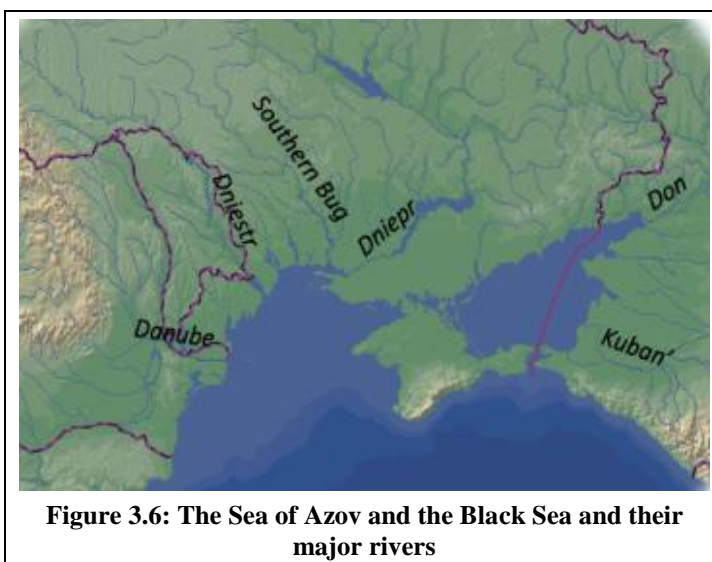 Southern Bug
Dniestr
Dniepr
Don
Danube
Kuban’
Figure 3.6: The Sea of Azov and the Black Sea and their
major rivers